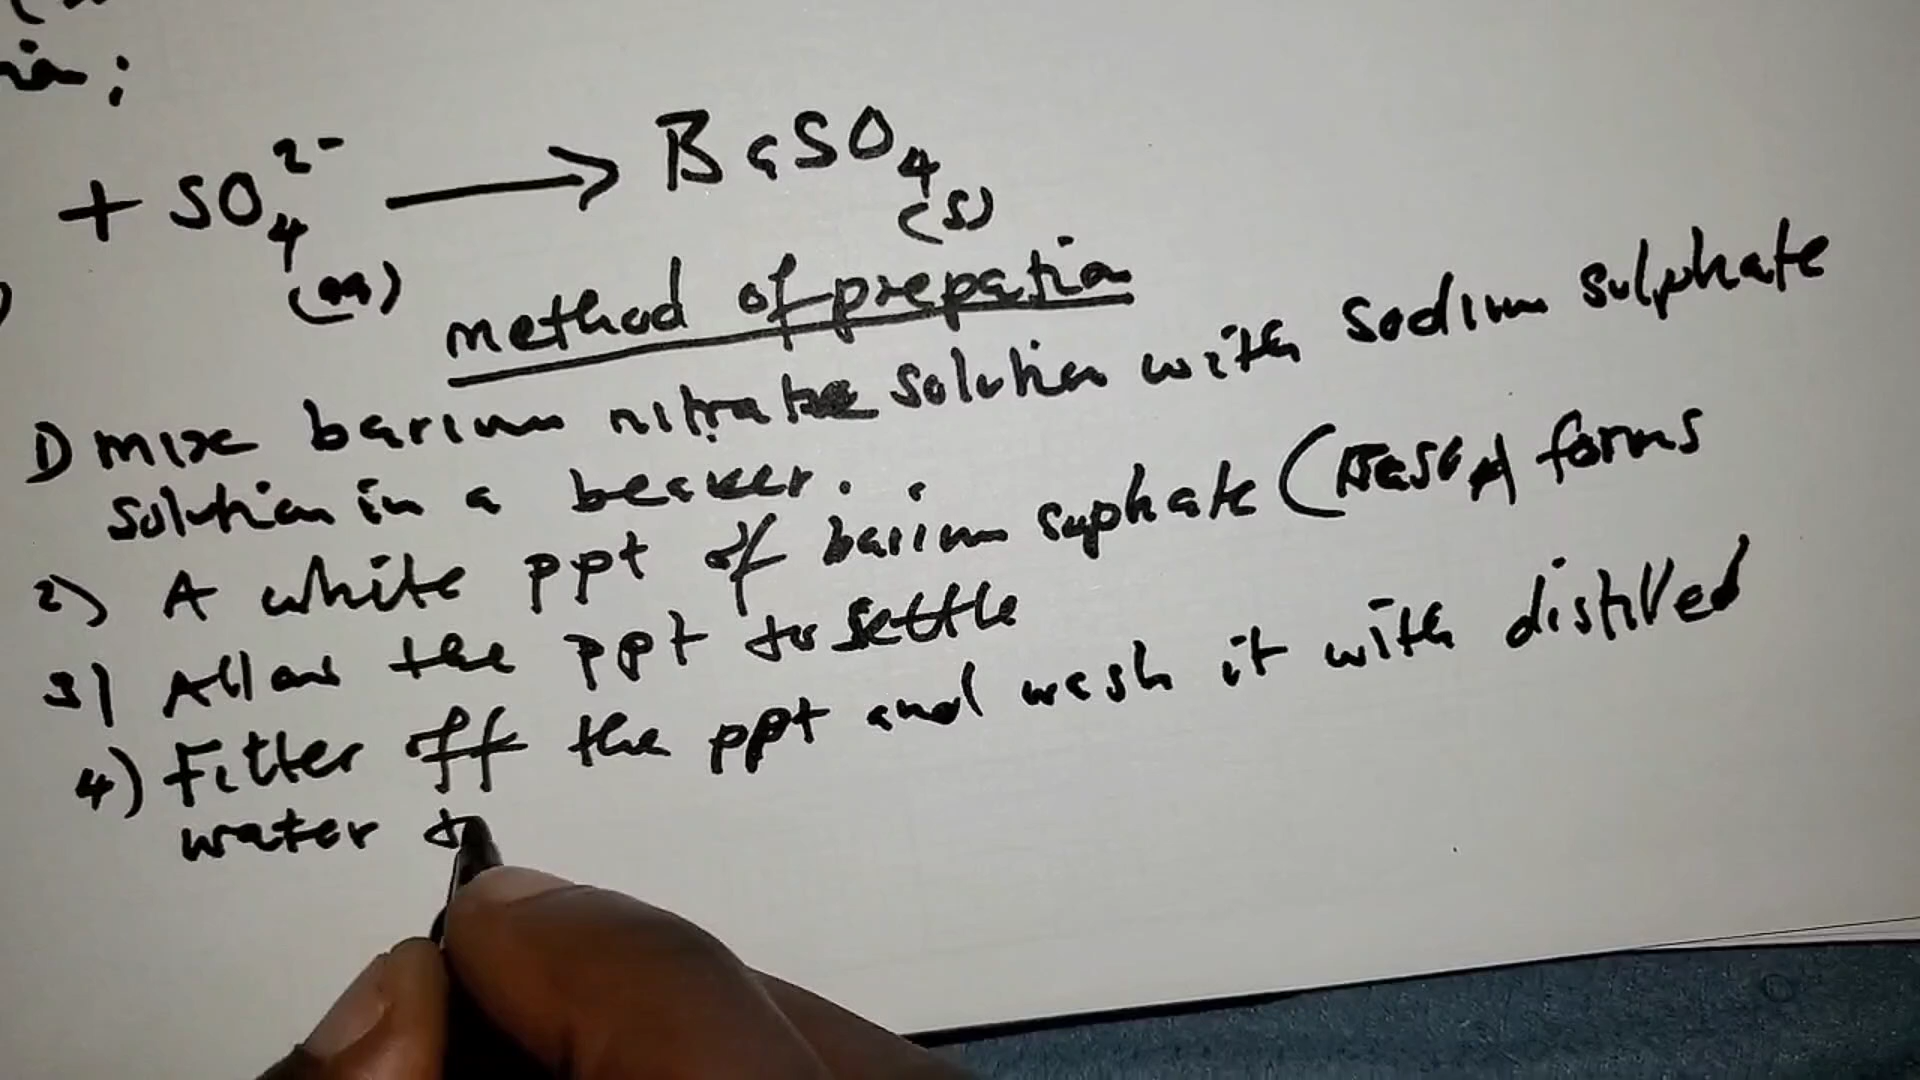 + SO₄²⁻(aq) ⟶ BaSO₄(s)
method of prepation
1) mix barium nitrate solution with sodium sulphate
solution in a beaker.
2) A white ppt of barium suphate (BaSO4) forms
3) Allow the ppt to settle
4) Filter off the ppt and wash it with distilled
water